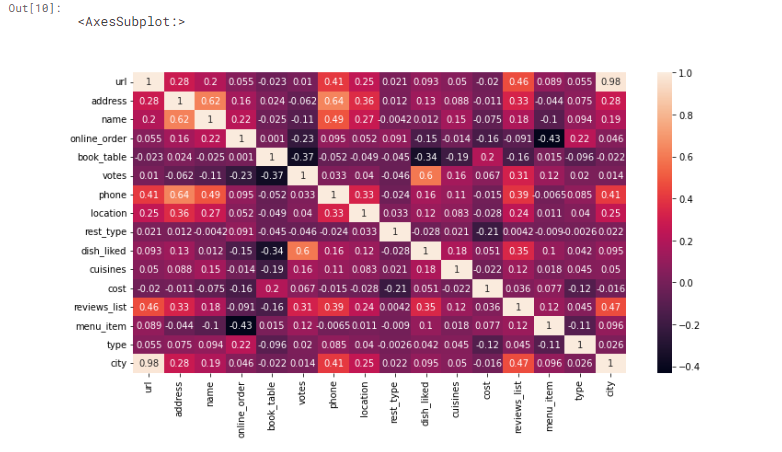 Out[10]:
<AxesSubplot:>
url 1 0.28 0.2 0.055 -0.023 0.01 0.41 0.25 0.021 0.093 0.05 -0.02 0.46 0.089 0.055 0.98
address 0.28 1 0.62 0.16 0.024 -0.062 0.64 0.36 0.012 0.13 0.088 -0.011 0.33 -0.044 0.075 0.28
name 0.2 0.62 1 0.22 -0.025 -0.11 0.49 0.27 -0.0042 0.012 0.15 -0.075 0.18 -0.1 0.094 0.19
online_order 0.055 0.16 0.22 1 0.001 -0.23 0.095 0.052 0.091 -0.15 -0.014 -0.16 -0.091 -0.43 0.22 0.046
book_table -0.023 0.024 -0.025 0.001 1 -0.37 -0.052 -0.049 -0.045 -0.34 -0.19 0.2 -0.16 0.015 -0.096 -0.022
votes 0.01 -0.062 -0.11 -0.23 -0.37 1 0.033 0.04 -0.046 0.6 0.16 0.067 0.31 0.12 0.02 0.014
phone 0.41 0.64 0.49 0.095 -0.052 0.033 1 0.33 -0.024 0.16 0.11 -0.015 0.39 -0.0065 0.085 0.41
location 0.25 0.36 0.27 0.052 -0.049 0.04 0.33 1 0.033 0.12 0.083 -0.028 0.24 0.011 0.04 0.25
rest_type 0.021 0.012 -0.0042 0.091 -0.045 -0.046 -0.024 0.033 1 -0.028 0.021 -0.21 0.0042 -0.009 -0.0026 0.022
dish_liked 0.093 0.13 0.012 -0.15 -0.34 0.6 0.16 0.12 -0.028 1 0.18 0.051 0.35 0.1 0.042 0.095
cuisines 0.05 0.088 0.15 -0.014 -0.19 0.16 0.11 0.083 0.021 0.18 1 -0.022 0.12 0.018 0.045 0.05
cost -0.02 -0.011 -0.075 -0.16 0.2 0.067 -0.015 -0.028 -0.21 0.051 -0.022 1 0.036 0.077 -0.12 -0.016
reviews_list 0.46 0.33 0.18 -0.091 -0.16 0.31 0.39 0.24 0.0042 0.35 0.12 0.036 1 0.12 0.045 0.47
menu_item 0.089 -0.044 -0.1 -0.43 0.015 0.12 -0.0065 0.011 -0.009 0.1 0.018 0.077 0.12 1 -0.11 0.096
type 0.055 0.075 0.094 0.22 -0.096 0.02 0.085 0.04 -0.0026 0.042 0.045 -0.12 0.045 -0.11 1 0.026
city 0.98 0.28 0.19 0.046 -0.022 0.014 0.41 0.25 0.022 0.095 0.05 -0.016 0.47 0.096 0.026 1
url address name online_order book_table votes phone location rest_type dish_liked cuisines cost reviews_list menu_item type city
1.0
0.8
0.6
0.4
0.2
0.0
−0.2
−0.4